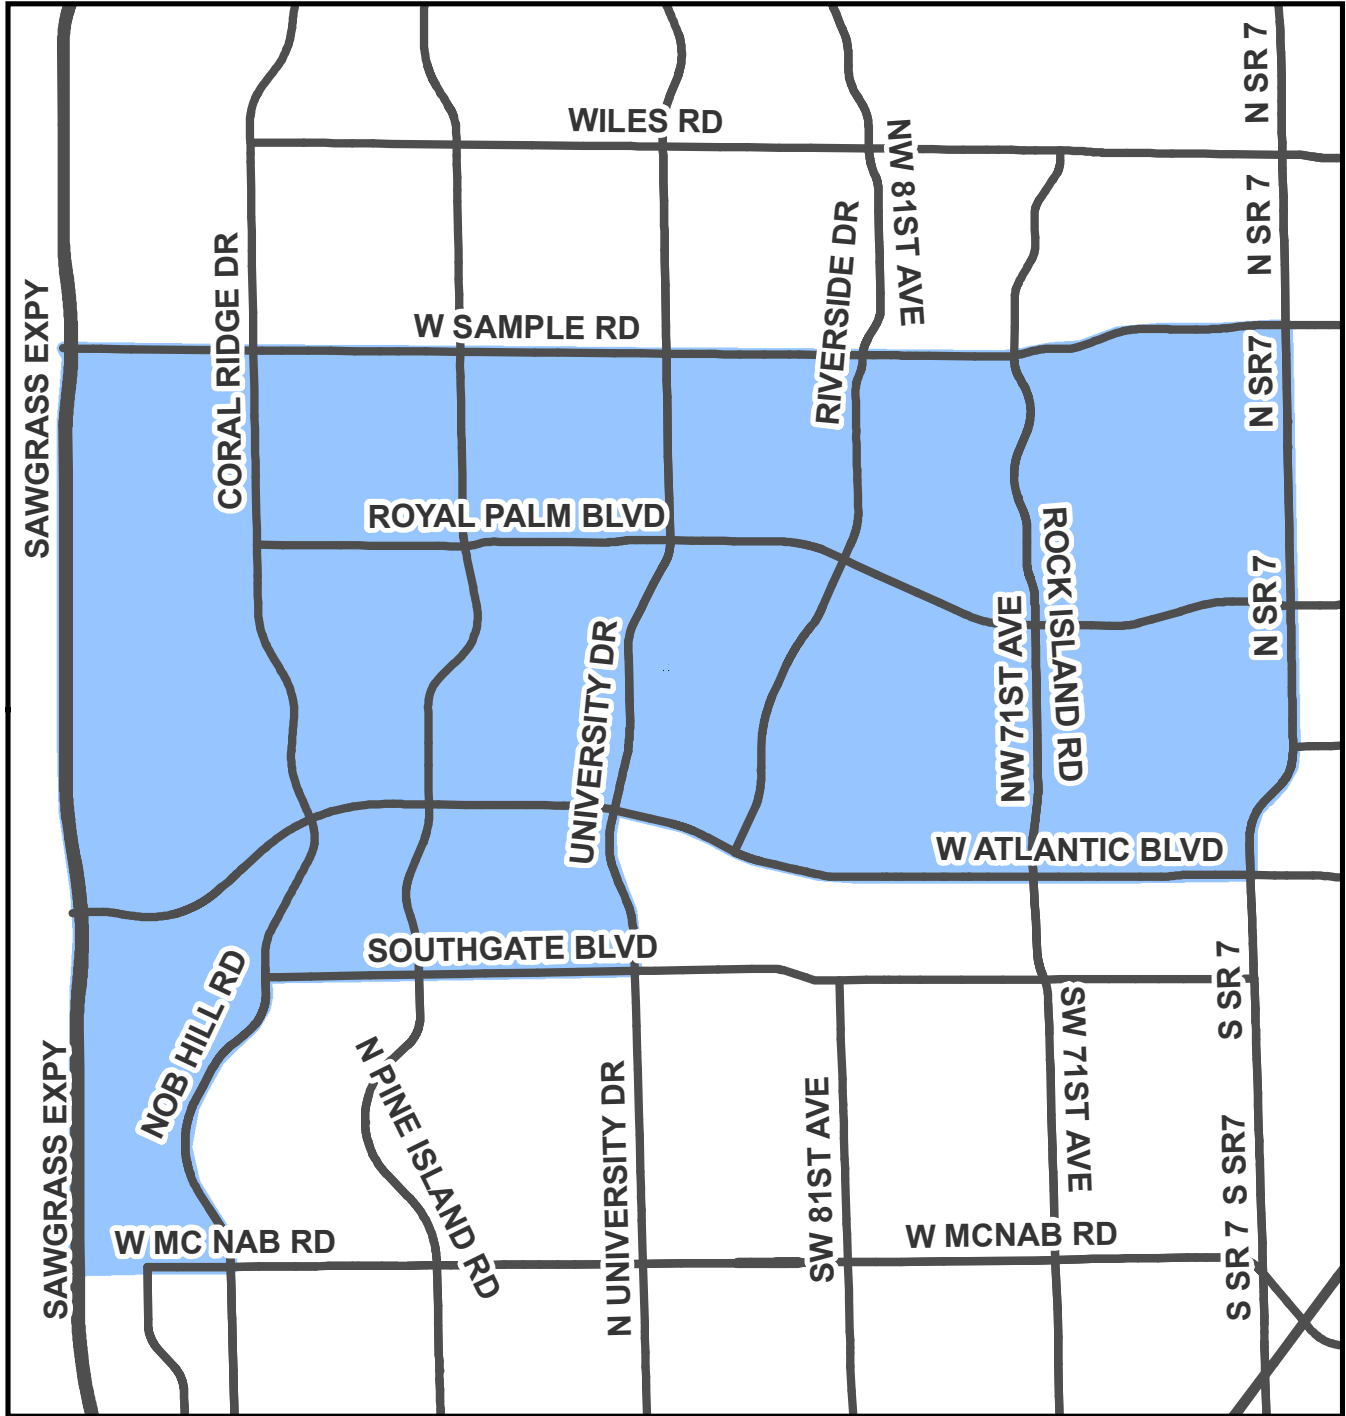 N SR 7
WILES RD
NW 81ST AVE
N SR 7
RIVERSIDE DR
CORAL RIDGE DR
SAWGRASS EXPY
W SAMPLE RD
N SR7
ROYAL PALM BLVD
ROCK ISLAND RD
N SR 7
NW 71ST AVE
UNIVERSITY DR
W ATLANTIC BLVD
SOUTHGATE BLVD
NOB HILL RD
S SR 7
SW 71ST AVE
N PINE ISLAND RD
SAWGRASS EXPY
N UNIVERSITY DR
SW 81ST AVE
S SR7
W MC NAB RD
W MCNAB RD
S SR 7